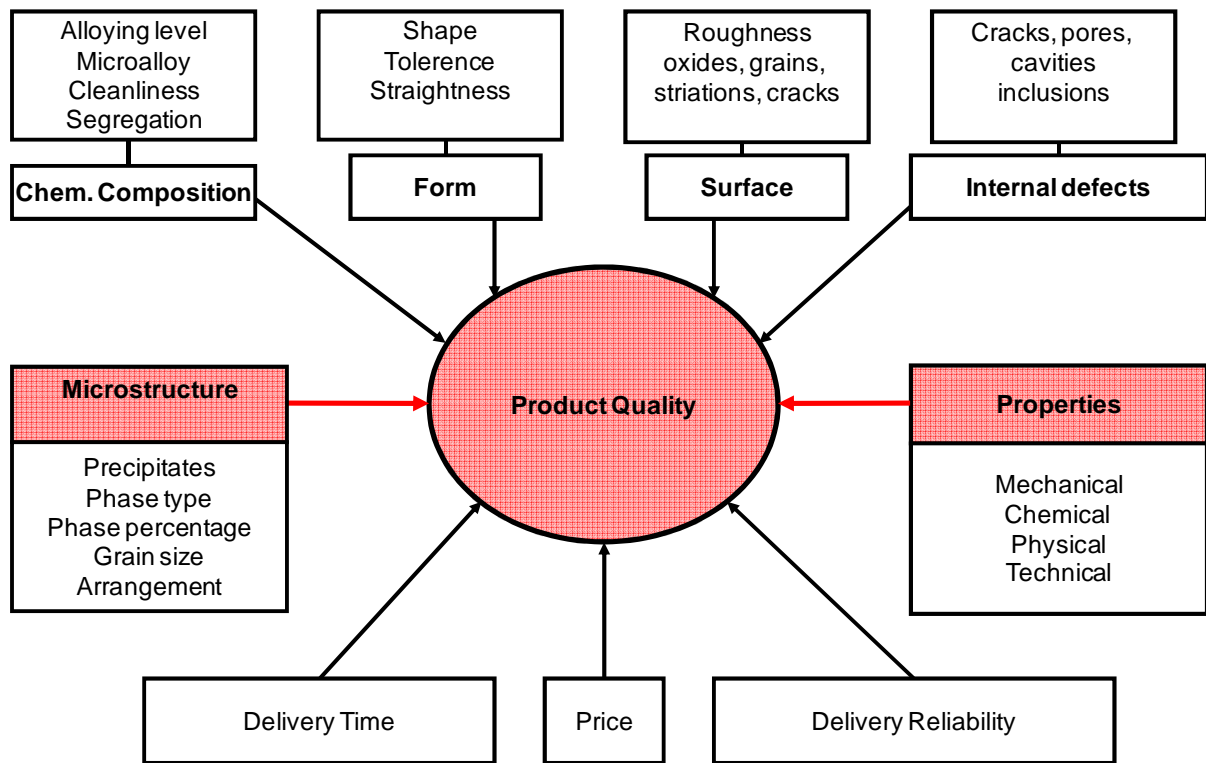 Alloying level
Microalloy
Cleanliness
Segregation
Chem. Composition
Shape
Tolerence
Straightness
Form
Roughness
oxides, grains,
striations, cracks
Surface
Cracks, pores,
cavities
inclusions
Internal defects
Microstructure
Precipitates
Phase type
Phase percentage
Grain size
Arrangement
Product Quality
Properties
Mechanical
Chemical
Physical
Technical
Delivery Time
Price
Delivery Reliability